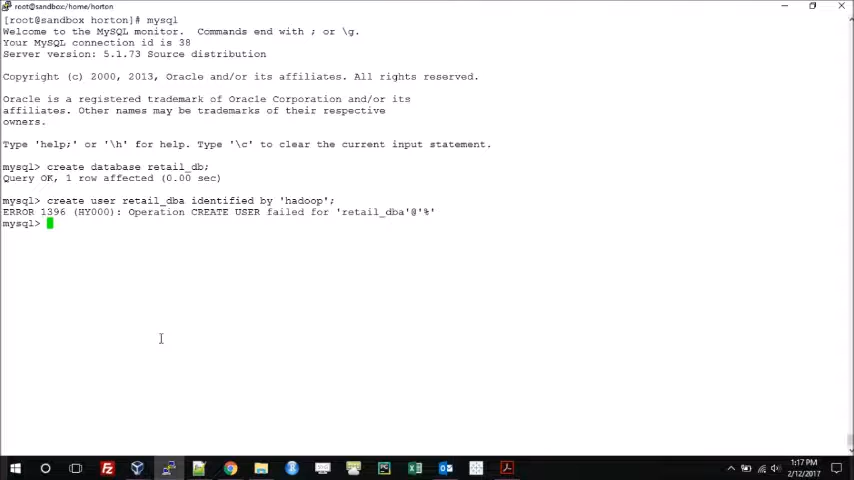 root@sandbox:/home/horton
[root@sandbox horton]# mysql
Welcome to the MySQL monitor.  Commands end with ; or \g.
Your MySQL connection id is 38
Server version: 5.1.73 Source distribution
Copyright (c) 2000, 2013, Oracle and/or its affiliates. All rights reserved.
Oracle is a registered trademark of Oracle Corporation and/or its
affiliates. Other names may be trademarks of their respective
owners.
Type 'help;' or '\h' for help. Type '\c' to clear the current input statement.
mysql> create database retail_db;
Query OK, 1 row affected (0.00 sec)
mysql> create user retail_dba identified by 'hadoop';
ERROR 1396 (HY000): Operation CREATE USER failed for 'retail_dba'@'%'
mysql>
1:17 PM
2/12/2017